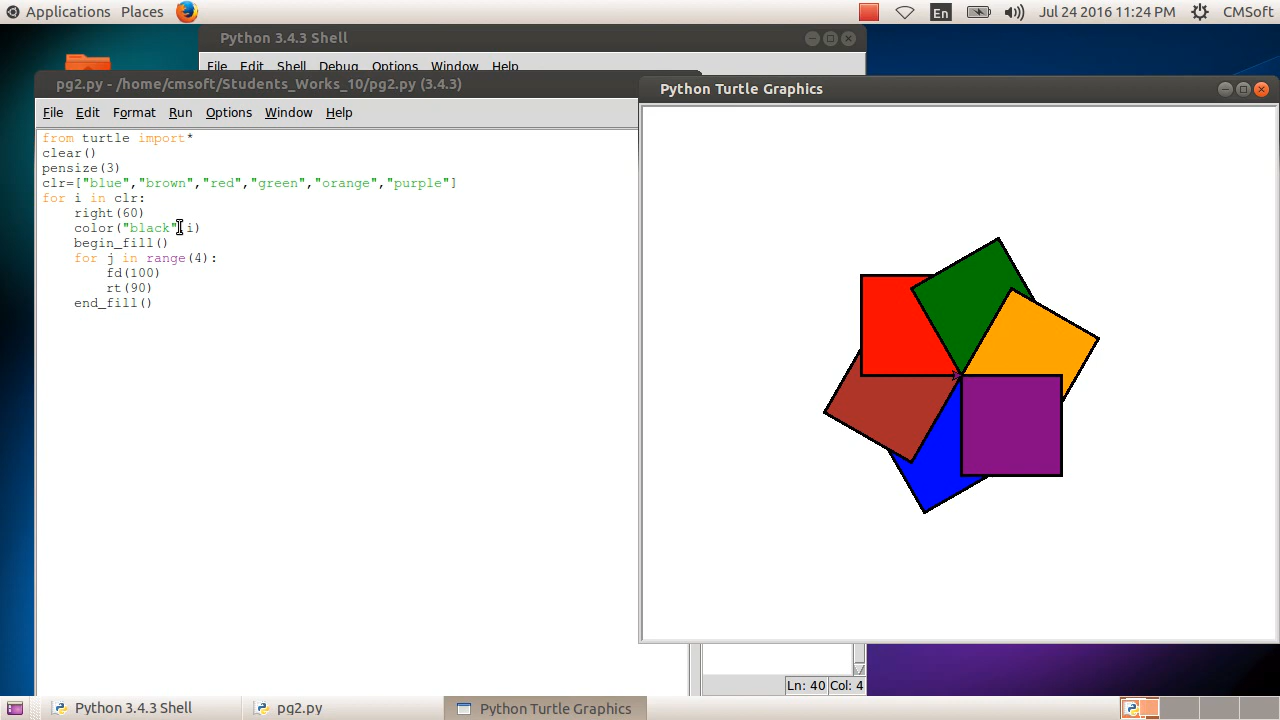 Applications Places En Jul 24 2016 11:24 PM CMSoft
Python 3.4.3 Shell
File Edit Shell Debug Options Window Help
pg2.py - /home/cmsoft/Students_Works_10/pg2.py (3.4.3)
File Edit Format Run Options Window Help
from turtle import*
clear()
pensize(3)
clr=["blue","brown","red","green","orange","purple"]
for i in clr:
    right(60)
    color("black",i)
    begin_fill()
    for j in range(4):
        fd(100)
        rt(90)
    end_fill()
Python Turtle Graphics
Ln: 40 Col: 4
Python 3.4.3 Shell pg2.py Python Turtle Graphics